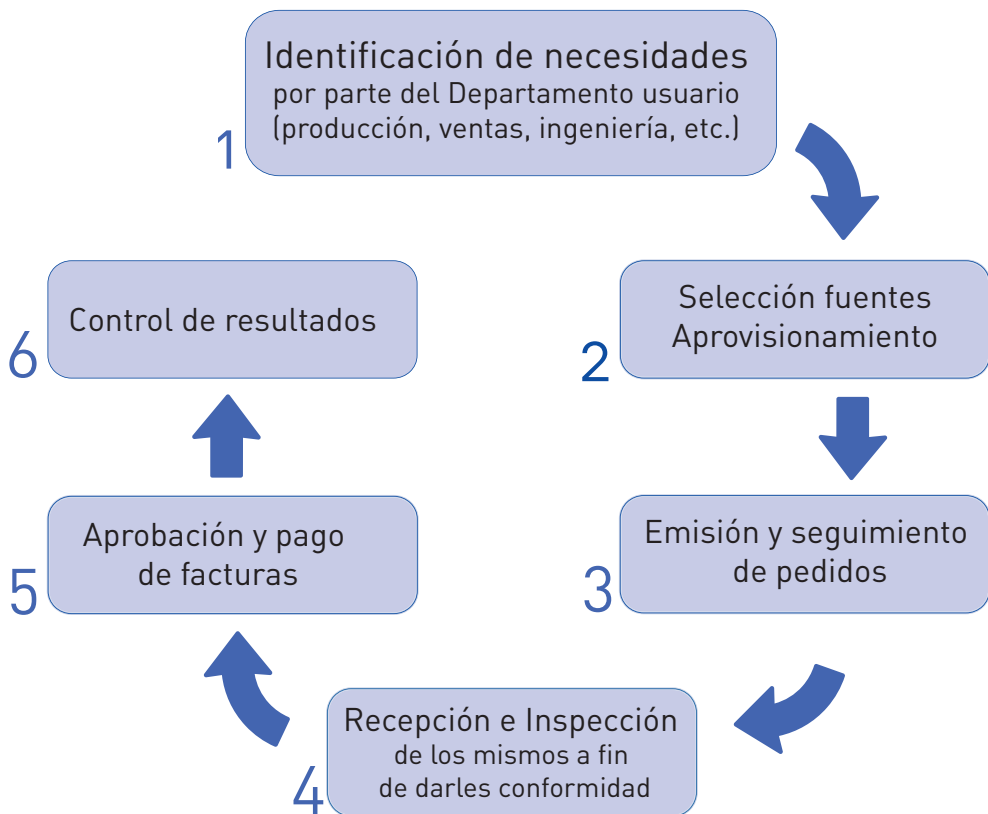 1
Identificación de necesidades
por parte del Departamento usuario
(producción, ventas, ingeniería, etc.)
2
Selección fuentes
Aprovisionamiento
3
Emisión y seguimiento
de pedidos
4
Recepción e Inspección
de los mismos a fin
de darles conformidad
5
Aprobación y pago
de facturas
6
Control de resultados